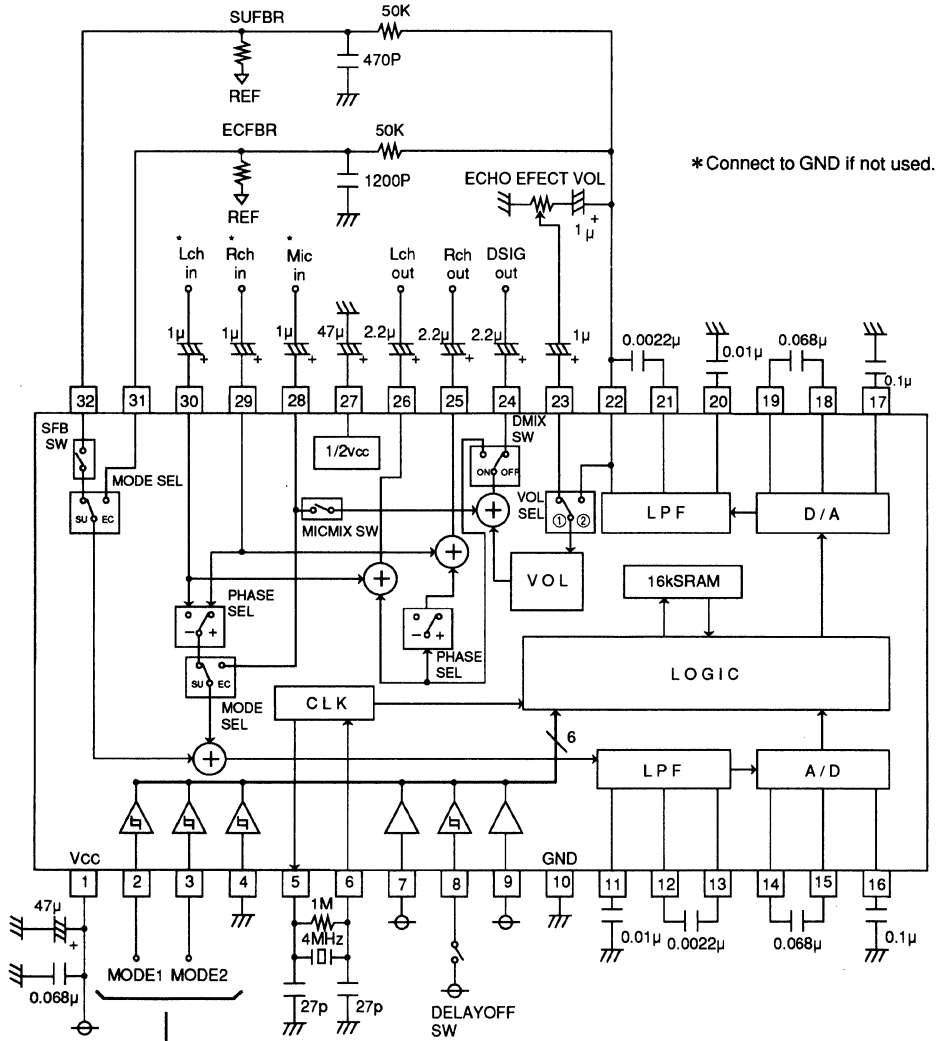 SUFBR
50K
470P
REF
ECFBR
50K
1200P
REF
* Connect to GND if not used.
ECHO EFECT VOL
+
1µ
* Lch in
* Rch in
* Mic in
Lch out
Rch out
DSIG out
1µ
+
1µ
+
1µ
+
47µ
2.2µ
+
2.2µ
+
2.2µ
+
1µ
+
0.0022µ
0.01µ
0.068µ
0.1µ
32
31
30
29
28
27
26
25
24
23
22
21
20
19
18
17
SFB SW
MODE SEL
SU
EC
1/2Vcc
DMIX SW
ON
OFF
MICMIX SW
VOL SEL
①
②
LPF
D/A
+
+
+
VOL
16kSRAM
PHASE SEL
−
+
−
+
PHASE SEL
SU
EC
MODE SEL
LOGIC
CLK
6
+
LPF
A/D
VCC
GND
1
2
3
4
5
6
7
8
9
10
11
12
13
14
15
16
47µ
+
0.068µ
MODE1
MODE2
1M
4MHz
27p
27p
DELAYOFF SW
0.01µ
0.0022µ
0.068µ
0.1µ